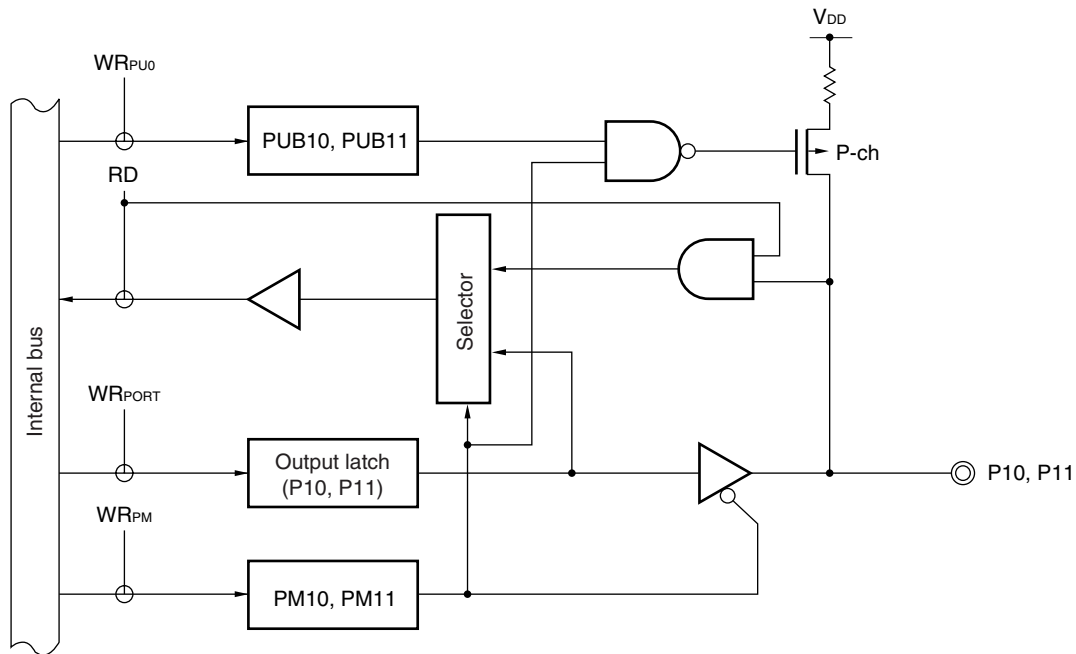 VDD
WRPU0
PUB10, PUB11
P-ch
RD
Selector
Internal bus
WRPORT
Output latch
(P10, P11)
P10, P11
WRPM
PM10, PM11